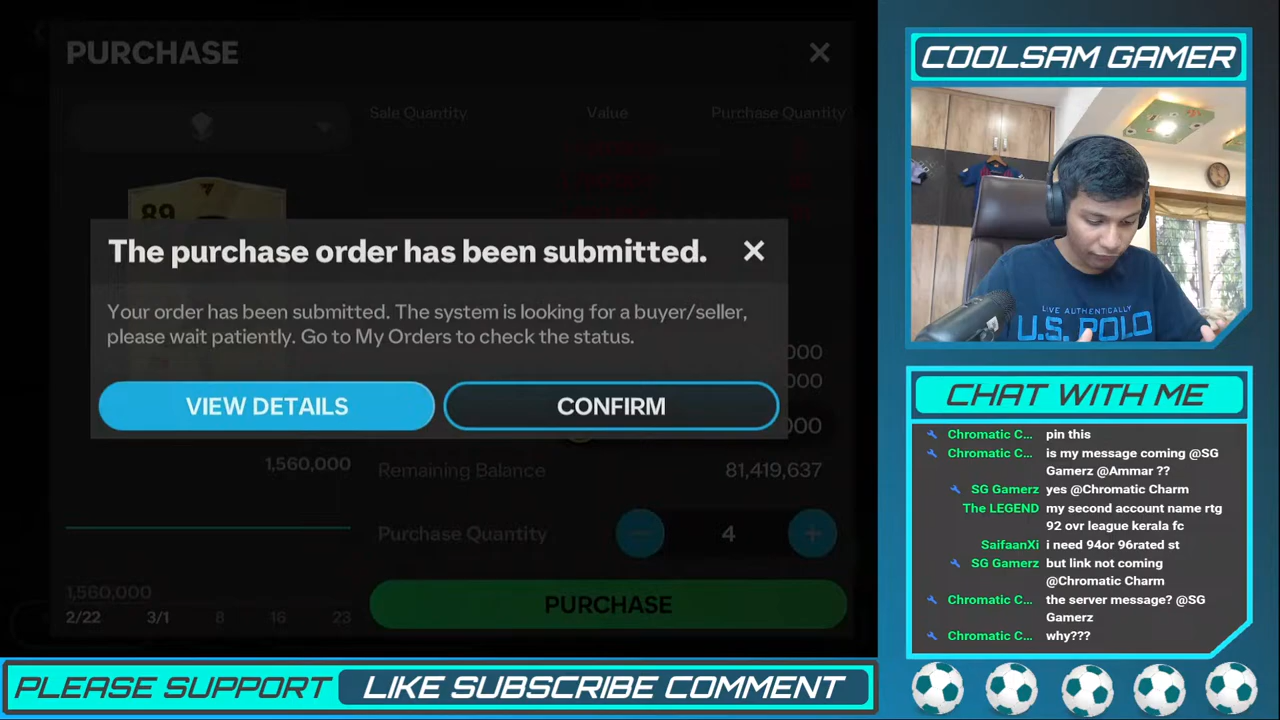 PURCHASE
Sale Quantity
Value
Purchase Quantity
89
The purchase order has been submitted.
Your order has been submitted. The system is looking for a buyer/seller,
please wait patiently. Go to My Orders to check the status.
VIEW DETAILS
CONFIRM
1,560,000
Remaining Balance
81,419,637
Purchase Quantity
4
1,560,000
2/22
3/1
8
16
23
PURCHASE
PLEASE SUPPORT
LIKE SUBSCRIBE COMMENT
COOLSAM GAMER
LIVE AUTHENTICALLY
U.S. POLO
CHAT WITH ME
Chromatic C... pin this
Chromatic C... is my message coming @SG
Gamerz @Ammar ??
SG Gamerz yes @Chromatic Charm
The LEGEND my second account name rtg
92 ovr league kerala fc
SaifaanXi i need 94or 96rated st
SG Gamerz but link not coming
@Chromatic Charm
Chromatic C... the server message? @SG
Gamerz
Chromatic C... why???